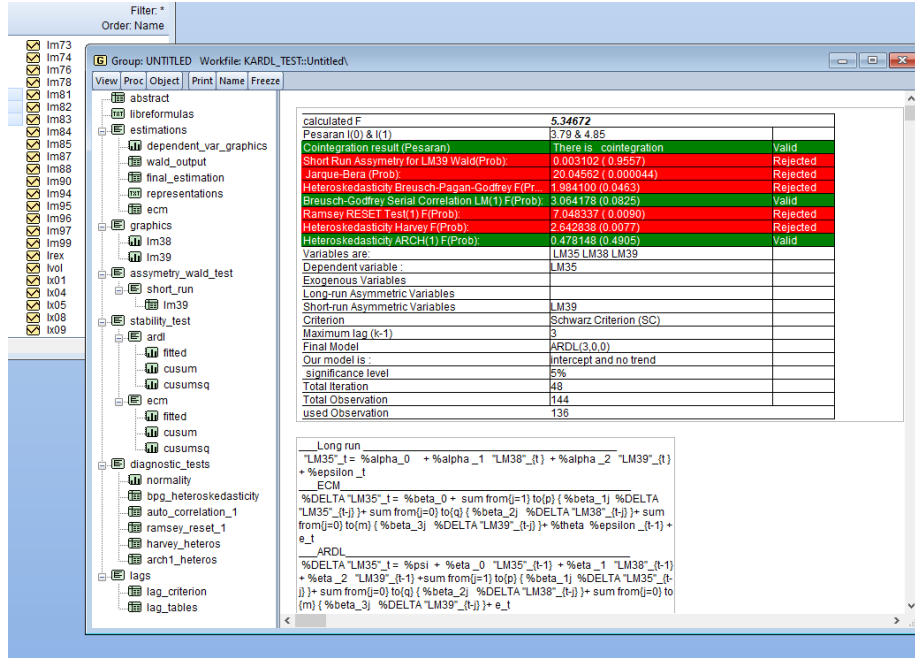 Filter: *
Order: Name
lm73
lm74
lm76
lm78
lm81
lm82
lm83
lm84
lm85
lm87
lm88
lm90
lm94
lm95
lm96
lm97
lm99
lrex
lvol
lx01
lx04
lx05
lx08
lx09
G Group: UNTITLED Workfile: KARDL_TEST::Untitled\
View Proc Object Print Name Freeze
abstract
TXT libreformulas
estimations
dependent_var_graphics
wald_output
final_estimation
TXT representations
ecm
graphics
lm38
lm39
assymetry_wald_test
short_run
lm39
stability_test
ardl
fitted
cusum
cusumsq
ecm
fitted
cusum
cusumsq
diagnostic_tests
normality
bpg_heteroskedasticity
auto_correlation_1
ramsey_reset_1
harvey_heteros
arch1_heteros
lags
lag_criterion
lag_tables
calculated F 5.34672
Pesaran I(0) & I(1) 3.79 & 4.85
Cointegration result (Pesaran) There is cointegration Valid
Short Run Assymetry for LM39 Wald(Prob): 0.003102 ( 0.9557) Rejected
Jarque-Bera (Prob): 20.04562 ( 0.000044) Rejected
Heteroskedasticity Breusch-Pagan-Godfrey F(Pr... 1.984100 (0.0463) Rejected
Breusch-Godfrey Serial Correlation LM(1) F(Prob): 3.064178 (0.0825) Valid
Ramsey RESET Test(1) F(Prob): 7.048337 ( 0.0090) Rejected
Heteroskedasticity Harvey F(Prob): 2.642838 (0.0077) Rejected
Heteroskedasticity ARCH(1) F(Prob): 0.478148 (0.4905) Valid
Variables are: LM35 LM38 LM39
Dependent variable : LM35
Exogenous Variables
Long-run Asymmetric Variables
Short-run Asymmetric Variables LM39
Criterion Schwarz Criterion (SC)
Maximum lag (k-1) 3
Final Model ARDL(3,0,0)
Our model is : intercept and no trend
significance level 5%
Total Iteration 48
Total Observation 144
used Observation 136
___Long run___
"LM35"_t = %alpha_0 + %alpha _1 "LM38"_{t } + %alpha _2 "LM39"_{t }
+ %epsilon _t
___ECM___
%DELTA "LM35"_t = %beta_0 + sum from{j=1} to{p} { %beta_1j %DELTA
"LM35"_{t-j} }+ sum from{j=0} to{q} { %beta_2j %DELTA "LM38"_{t-j} }+ sum
from{j=0} to{m} { %beta_3j %DELTA "LM39"_{t-j} }+ %theta %epsilon _{t-1} +
e_t
___ARDL___
%DELTA "LM35"_t = %psi + %eta _0 "LM35"_{t-1} + %eta _1 "LM38"_{t-1}
+ %eta _2 "LM39"_{t-1} +sum from{j=1} to{p} { %beta_1j %DELTA "LM35"_{t-
j} }+ sum from{j=0} to{q} { %beta_2j %DELTA "LM38"_{t-j} }+ sum from{j=0} to
{m} { %beta_3j %DELTA "LM39"_{t-j} }+ e_t